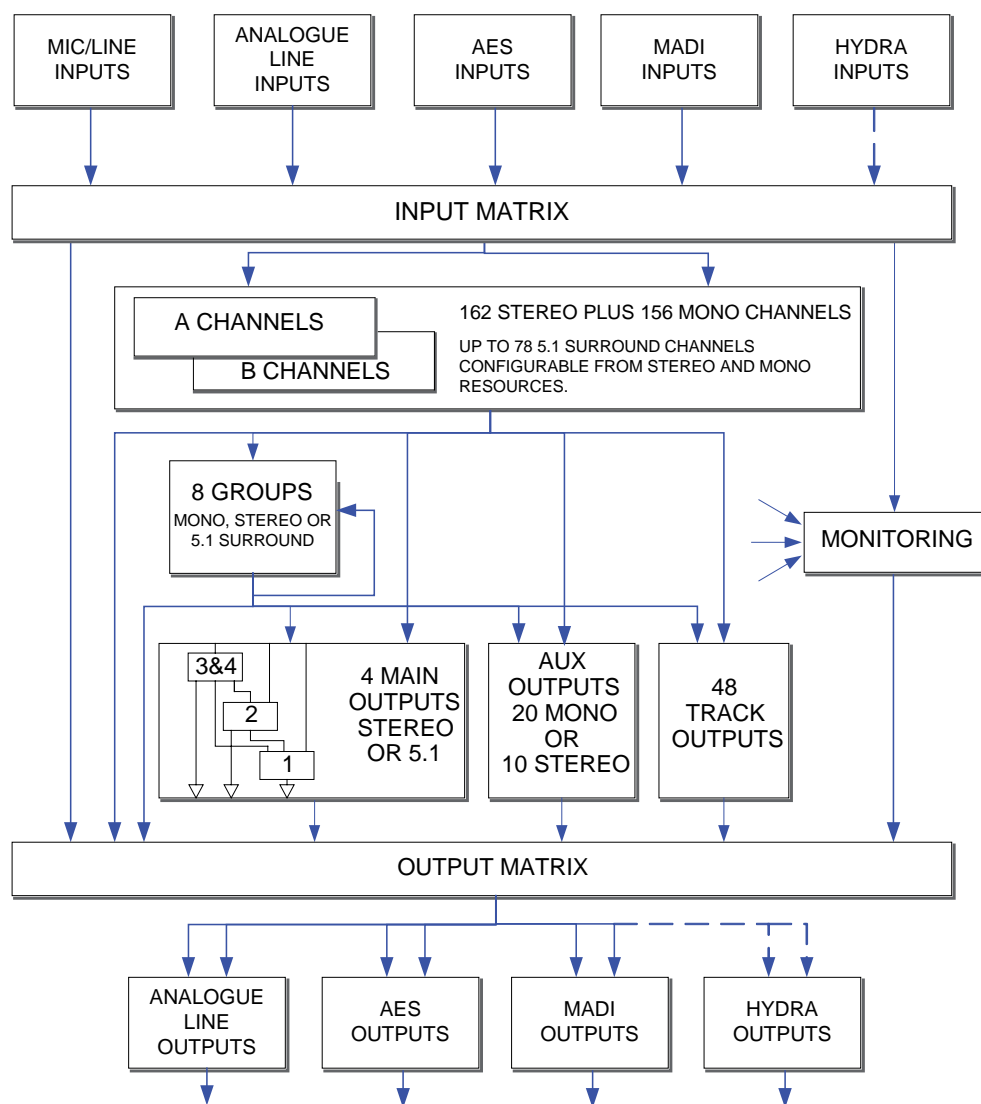 MIC/LINE
INPUTS
ANALOGUE
LINE
INPUTS
AES
INPUTS
MADI
INPUTS
HYDRA
INPUTS
INPUT MATRIX
A CHANNELS
B CHANNELS
162 STEREO PLUS 156 MONO CHANNELS
UP TO 78 5.1 SURROUND CHANNELS
CONFIGURABLE FROM STEREO AND MONO
RESOURCES.
8 GROUPS
MONO, STEREO OR
5.1 SURROUND
MONITORING
3&4
2
1
4 MAIN
OUTPUTS
STEREO
OR 5.1
AUX
OUTPUTS
20 MONO
OR
10 STEREO
48
TRACK
OUTPUTS
OUTPUT MATRIX
ANALOGUE
LINE
OUTPUTS
AES
OUTPUTS
MADI
OUTPUTS
HYDRA
OUTPUTS